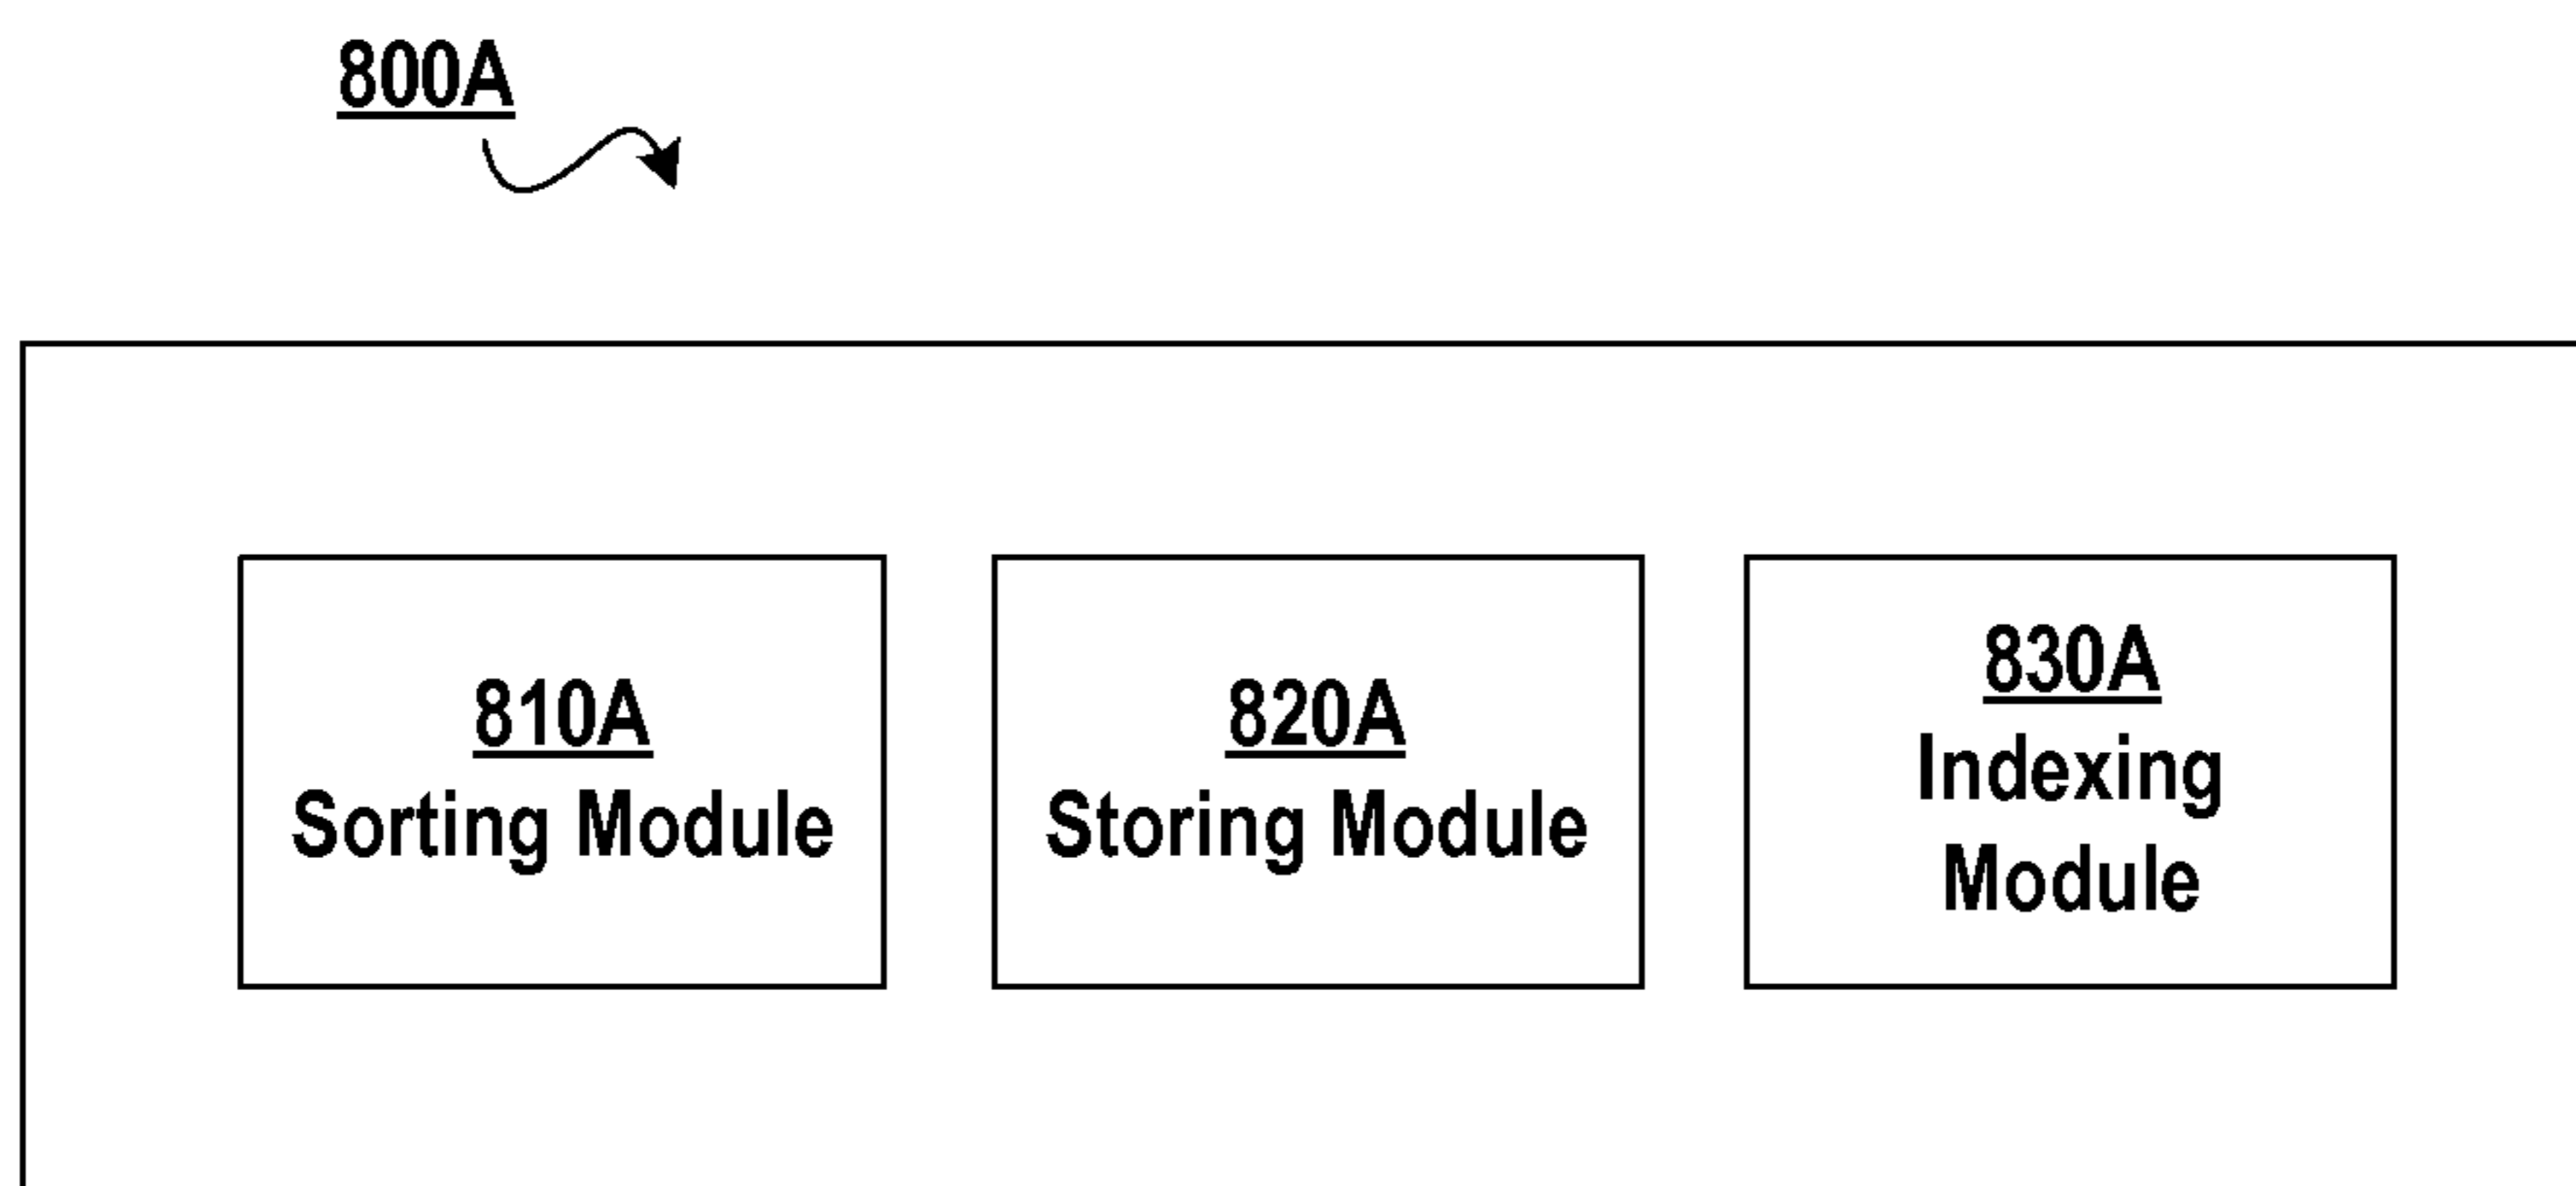 800A
810A
Sorting Module
820A
Storing Module
830A
Indexing
Module